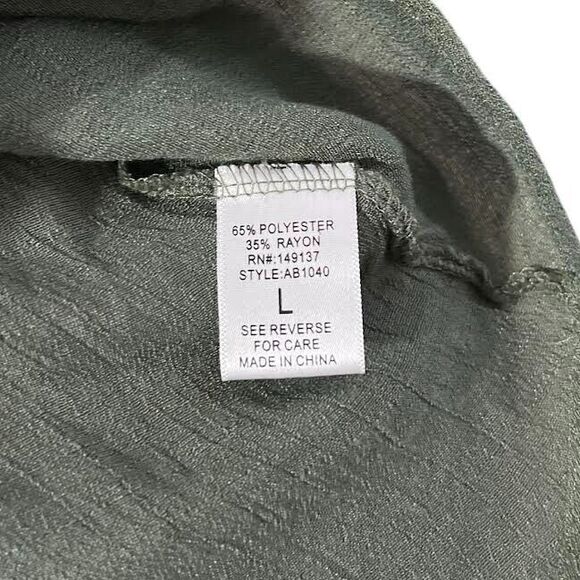 65% POLYESTER
35% RAYON
RN#:149137
STYLE:AB1040
L
SEE REVERSE
FOR CARE
MADE IN CHINA